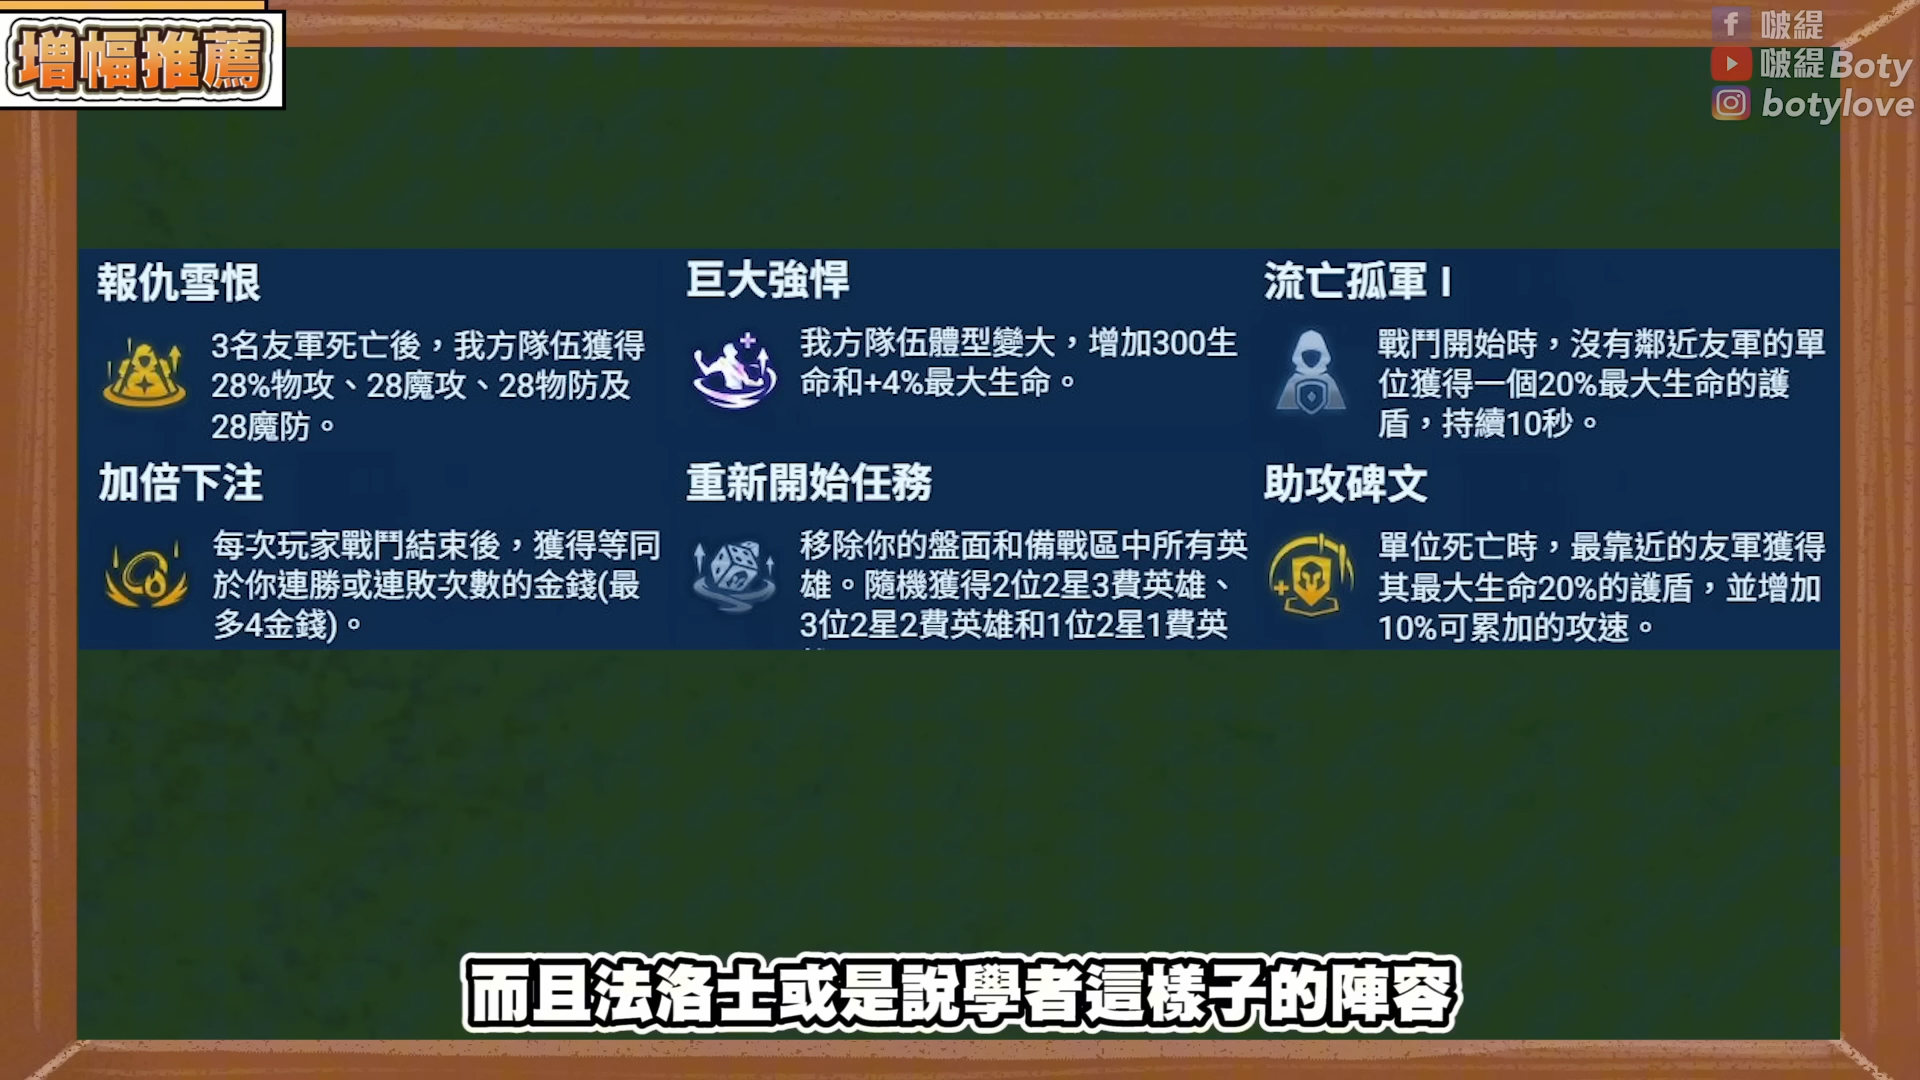 增幅推薦
啵緹
啵緹Boty
botylove
報仇雪恨
3名友軍死亡後，我方隊伍獲得
28%物攻、28魔攻、28物防及
28魔防。
巨大強悍
我方隊伍體型變大，增加300生
命和+4%最大生命。
流亡孤軍 I
戰鬥開始時，沒有鄰近友軍的單
位獲得一個20%最大生命的護
盾，持續10秒。
加倍下注
每次玩家戰鬥結束後，獲得等同
於你連勝或連敗次數的金錢(最
多4金錢)。
重新開始任務
移除你的盤面和備戰區中所有英
雄。隨機獲得2位2星3費英雄、
3位2星2費英雄和1位2星1費英
助攻碑文
單位死亡時，最靠近的友軍獲得
其最大生命20%的護盾，並增加
10%可累加的攻速。
而且法洛士或是說學者這樣子的陣容